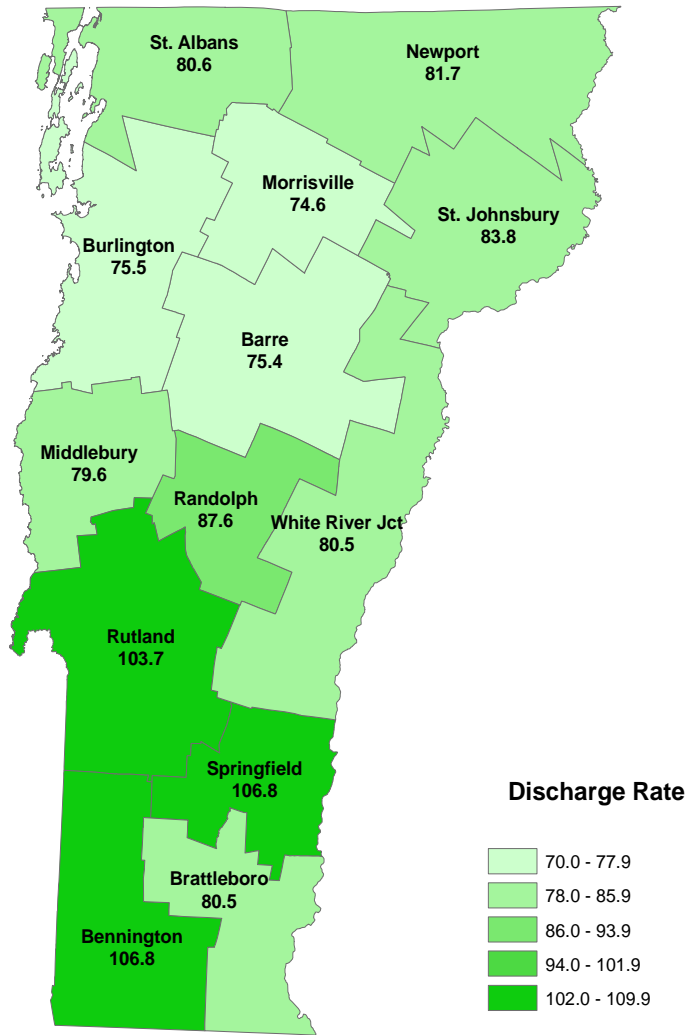 St. Albans
80.6
Newport
81.7
Morrisville
74.6
St. Johnsbury
83.8
Burlington
75.5
Barre
75.4
Middlebury
79.6
Randolph
87.6
White River Jct
80.5
Rutland
103.7
Springfield
106.8
Brattleboro
80.5
Bennington
106.8
Discharge Rate
70.0 - 77.9
78.0 - 85.9
86.0 - 93.9
94.0 - 101.9
102.0 - 109.9